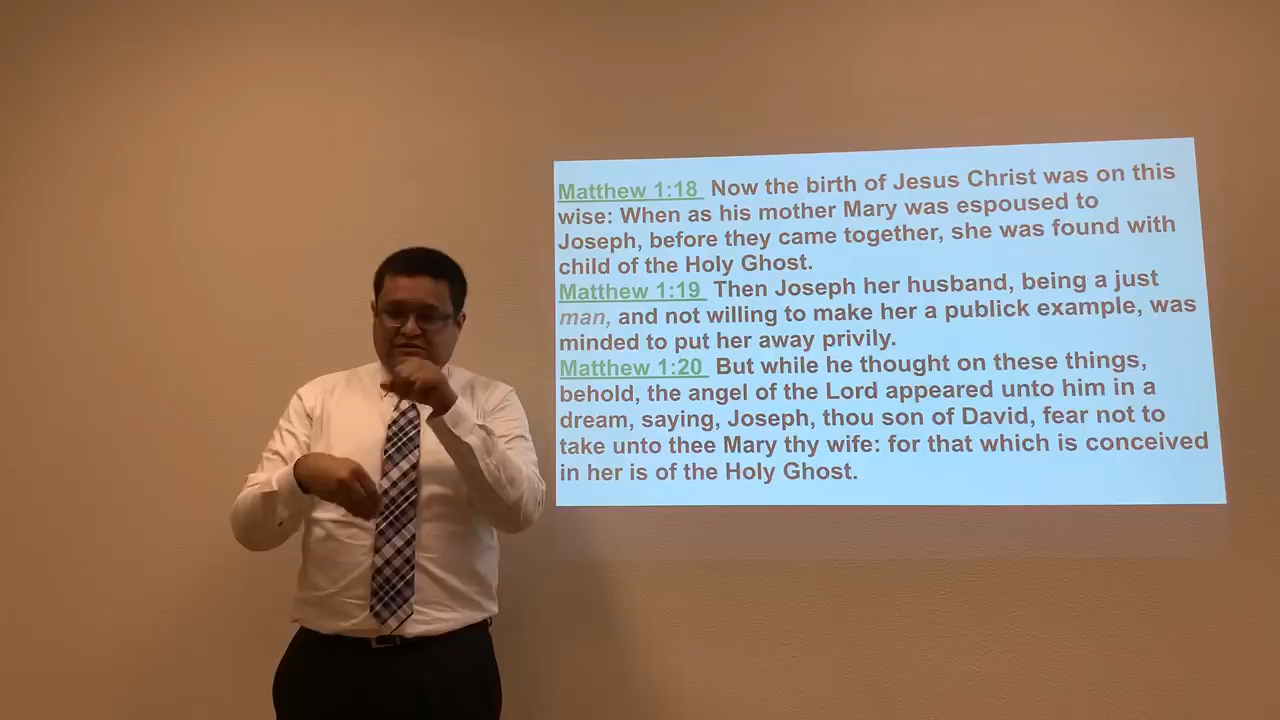 Matthew 1:18 Now the birth of Jesus Christ was on this
wise: When as his mother Mary was espoused to
Joseph, before they came together, she was found with
child of the Holy Ghost.
Matthew 1:19 Then Joseph her husband, being a just
man, and not willing to make her a publick example, was
minded to put her away privily.
Matthew 1:20 But while he thought on these things,
behold, the angel of the Lord appeared unto him in a
dream, saying, Joseph, thou son of David, fear not to
take unto thee Mary thy wife: for that which is conceived
in her is of the Holy Ghost.